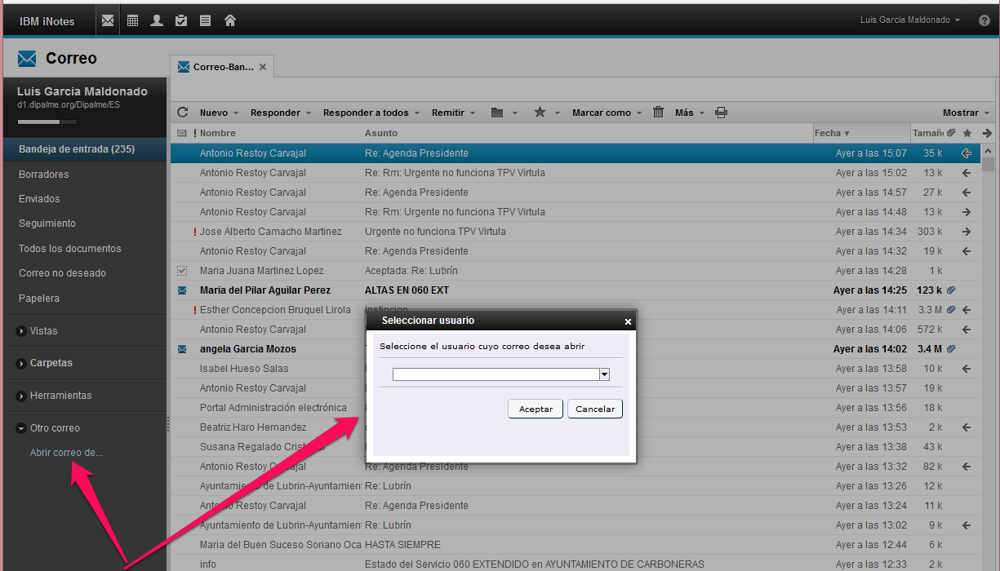 IBM iNotes
Luis Garcia Maldonado
Correo
Correo-Ban...
Luis Garcia Maldonado
d1.dipalme.org/Dipalme/ES
Nuevo Responder Responder a todos Remitir Marcar como Más Mostrar
! Nombre Asunto Fecha Tamañ
Bandeja de entrada (235)
Borradores
Enviados
Seguimiento
Todos los documentos
Correo no deseado
Papelera
Vistas
Carpetas
Herramientas
Otro correo
Abrir correo de...
Antonio Restoy Carvajal Re: Agenda Presidente Ayer a las 15:07 35 k
Antonio Restoy Carvajal Re: Rm: Urgente no funciona TPV Virtula Ayer a las 15:02 13 k
Antonio Restoy Carvajal Re: Agenda Presidente Ayer a las 14:57 27 k
Antonio Restoy Carvajal Re: Rm: Urgente no funciona TPV Virtula Ayer a las 14:48 13 k
! Jose Alberto Camacho Martinez Urgente no funciona TPV Virtula Ayer a las 14:34 303 k
Antonio Restoy Carvajal Re: Agenda Presidente Ayer a las 14:32 19 k
Maria Juana Martinez Lopez Aceptada: Re: Lubrín Ayer a las 14:28 1 k
Maria del Pilar Aguilar Perez ALTAS EN 060 EXT Ayer a las 14:25 123 k
! Esther Concepcion Bruquel Lirola Instincion Ayer a las 14:11 3.3 M
Antonio Restoy Carvajal Ayer a las 14:06 572 k
angela Garcia Mozos Ayer a las 14:02 3.4 M
Isabel Hueso Salas Ayer a las 13:58 10 k
Antonio Restoy Carvajal Ayer a las 13:57 19 k
Portal Administración electrónica Ayer a las 13:56 18 k
Beatriz Haro Hernandez Ayer a las 13:53 2 k
Susana Regalado Ayer a las 13:38 43 k
Antonio Restoy Carvajal Re: Agenda Presidente Ayer a las 13:32 82 k
Ayuntamiento de Lubrin-Ayuntamien Re: Lubrín Ayer a las 13:26 12 k
Antonio Restoy Carvajal Re: Agenda Presidente Ayer a las 13:24 11 k
Ayuntamiento de Lubrin-Ayuntamien Re: Lubrín Ayer a las 13:02 9 k
Maria del Buen Suceso Soriano Oca HASTA SIEMPRE Ayer a las 12:44 6 k
info Estado del Servicio 060 EXTENDIDO en AYUNTAMIENTO DE CARBONERAS Ayer a las 12:33 2 k
Seleccionar usuario
Seleccione el usuario cuyo correo desea abrir
Aceptar Cancelar